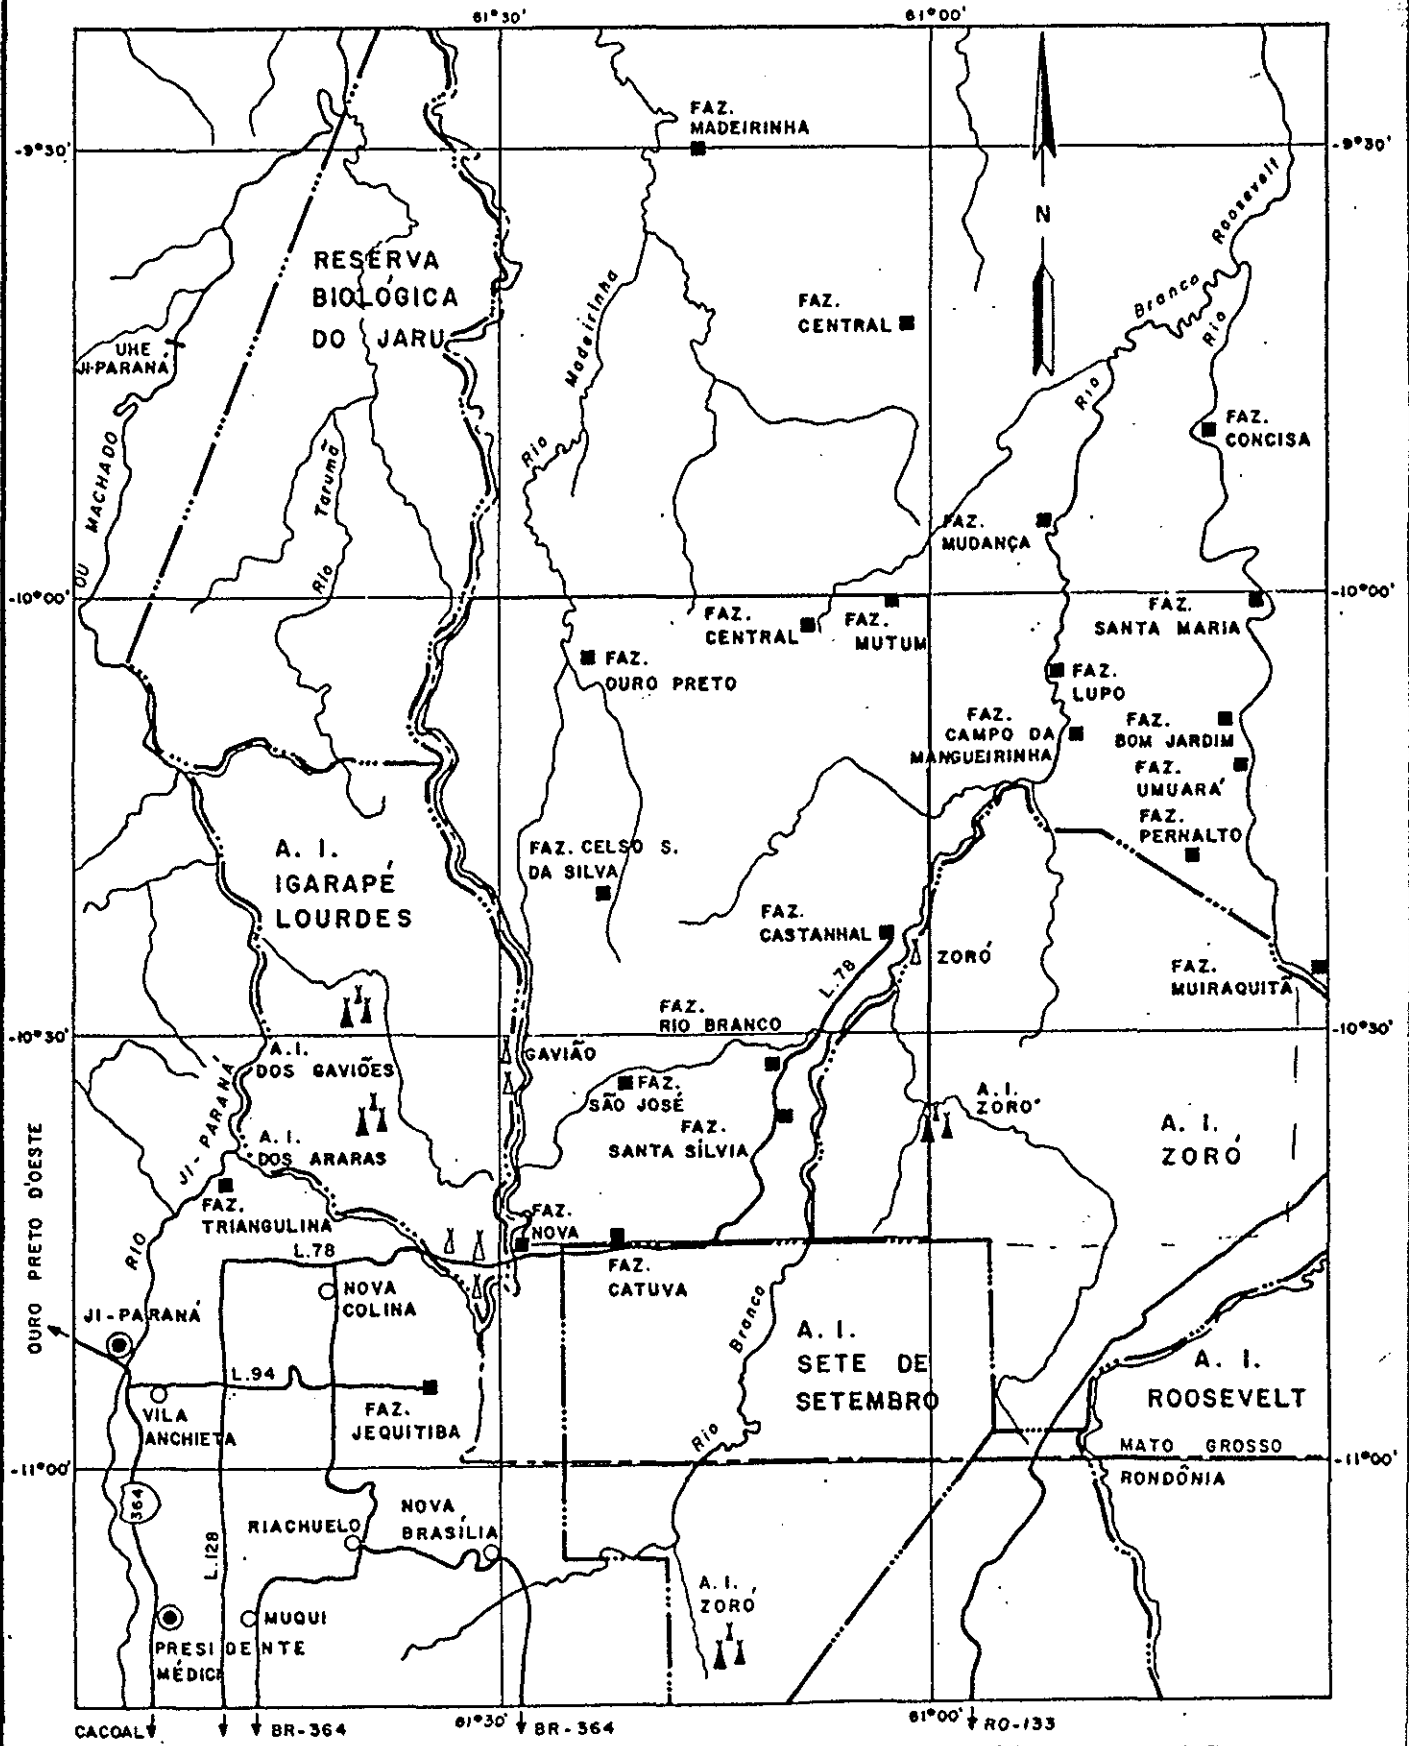 61°30'
61°00'
-9°30'
-9°30'
FAZ.
MADEIRINHA
N
Rio Roosevelt
RESERVA
BIOLÓGICA
DO JARU
Rio Madeirinha
FAZ.
CENTRAL
Rio Branco
UHE
JI-PARANÁ
FAZ.
CONCISA
Rio Tarumã
OU MACHADO
FAZ.
MUDANÇA
-10°00'
-10°00'
FAZ.
CENTRAL
FAZ.
MUTUM
FAZ.
SANTA MARIA
FAZ.
OURO PRETO
FAZ.
LUPO
FAZ.
CAMPO DA
MANGUEIRINHA
FAZ.
BOM JARDIM
FAZ.
UMUARÁ
FAZ.
PERNALTO
A. I.
IGARAPÉ
LOURDES
FAZ. CELSO S.
DA SILVA
FAZ.
CASTANHAL
ZORÓ
L.78
FAZ.
MUIRAQUITÃ
FAZ.
RIO BRANCO
-10°30'
-10°30'
A.I.
DOS GAVIÕES
GAVIÃO
FAZ.
SÃO JOSÉ
A. I.
ZORÓ
FAZ.
SANTA SÍLVIA
A. I.
ZORÓ
A. I.
DOS ARARAS
RIO JI-PARANÁ
FAZ.
TRIANGULINA
FAZ.
NOVA
L.78
FAZ.
CATUVA
NOVA
COLINA
OURO PRETO D'OESTE
JI-PARANÁ
Rio Branco
A. I.
SETE DE
SETEMBRO
A. I.
ROOSEVELT
L.94
VILA
ANCHIETA
FAZ.
JEQUITIBA
MATO GROSSO
RONDÔNIA
-11°00'
-11°00'
364
L.128
RIACHUELO
NOVA
BRASÍLIA
A. I.
ZORÓ
MUQUI
PRESIDENTE
MÉDICI
CACOAL
BR-364
61°30'
BR-364
61°00'
RO-133